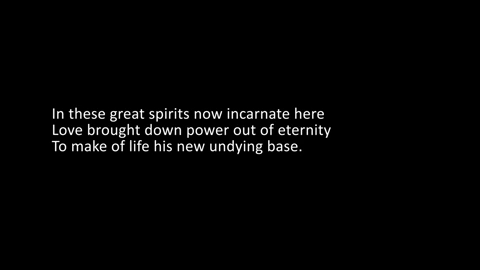 In these great spirits now incarnate here
Love brought down power out of eternity
To make of life his new undying base.